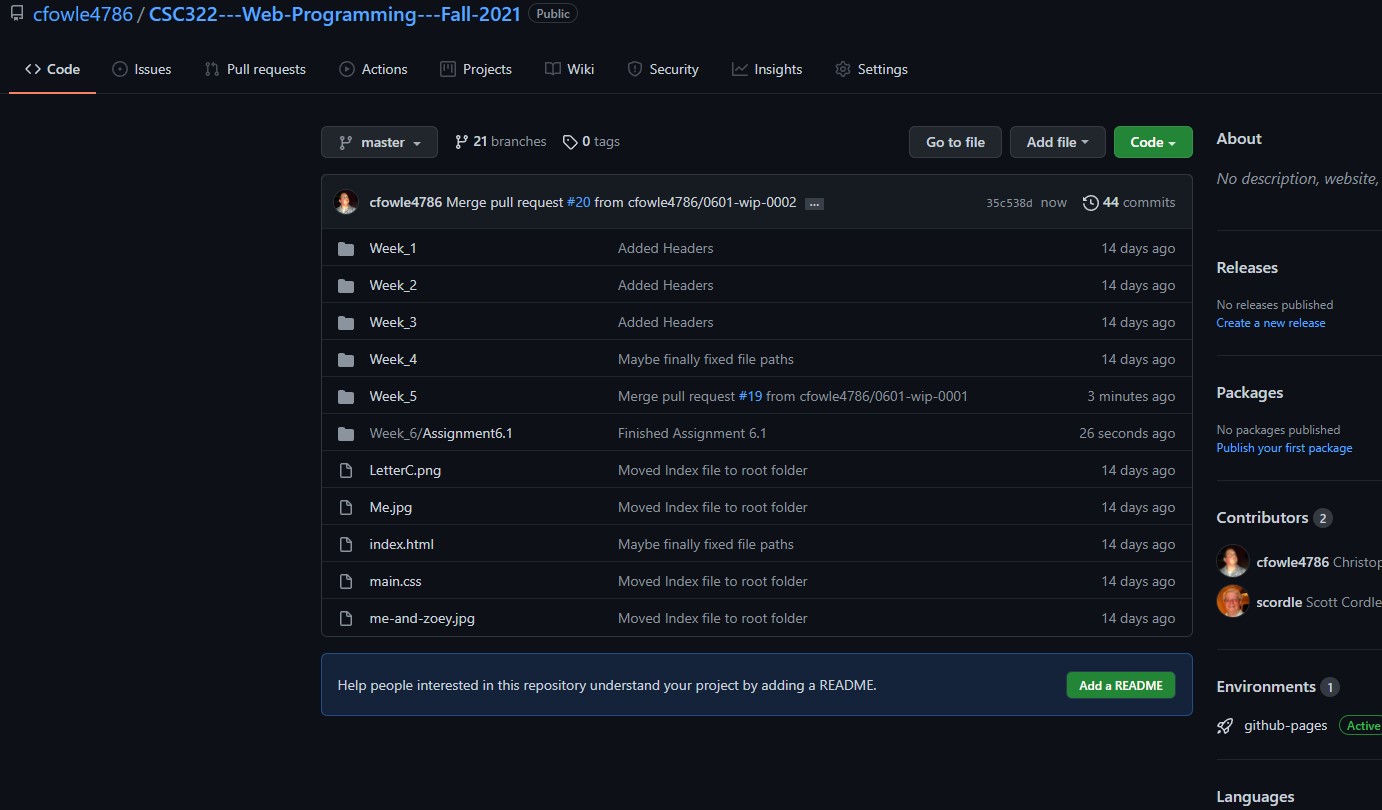 cfowle4786 / CSC322---Web-Programming---Fall-2021 Public
Code Issues Pull requests Actions Projects Wiki Security Insights Settings
master 21 branches 0 tags Go to file Add file Code
cfowle4786 Merge pull request #20 from cfowle4786/0601-wip-0002 ... 35c538d now 44 commits
Week_1 Added Headers 14 days ago
Week_2 Added Headers 14 days ago
Week_3 Added Headers 14 days ago
Week_4 Maybe finally fixed file paths 14 days ago
Week_5 Merge pull request #19 from cfowle4786/0601-wip-0001 3 minutes ago
Week_6/Assignment6.1 Finished Assignment 6.1 26 seconds ago
LetterC.png Moved Index file to root folder 14 days ago
Me.jpg Moved Index file to root folder 14 days ago
index.html Maybe finally fixed file paths 14 days ago
main.css Moved Index file to root folder 14 days ago
me-and-zoey.jpg Moved Index file to root folder 14 days ago
Help people interested in this repository understand your project by adding a README. Add a README
About
No description, website,
Releases
No releases published
Create a new release
Packages
No packages published
Publish your first package
Contributors 2
cfowle4786 Christop
scordle Scott Cordle
Environments 1
github-pages Active
Languages